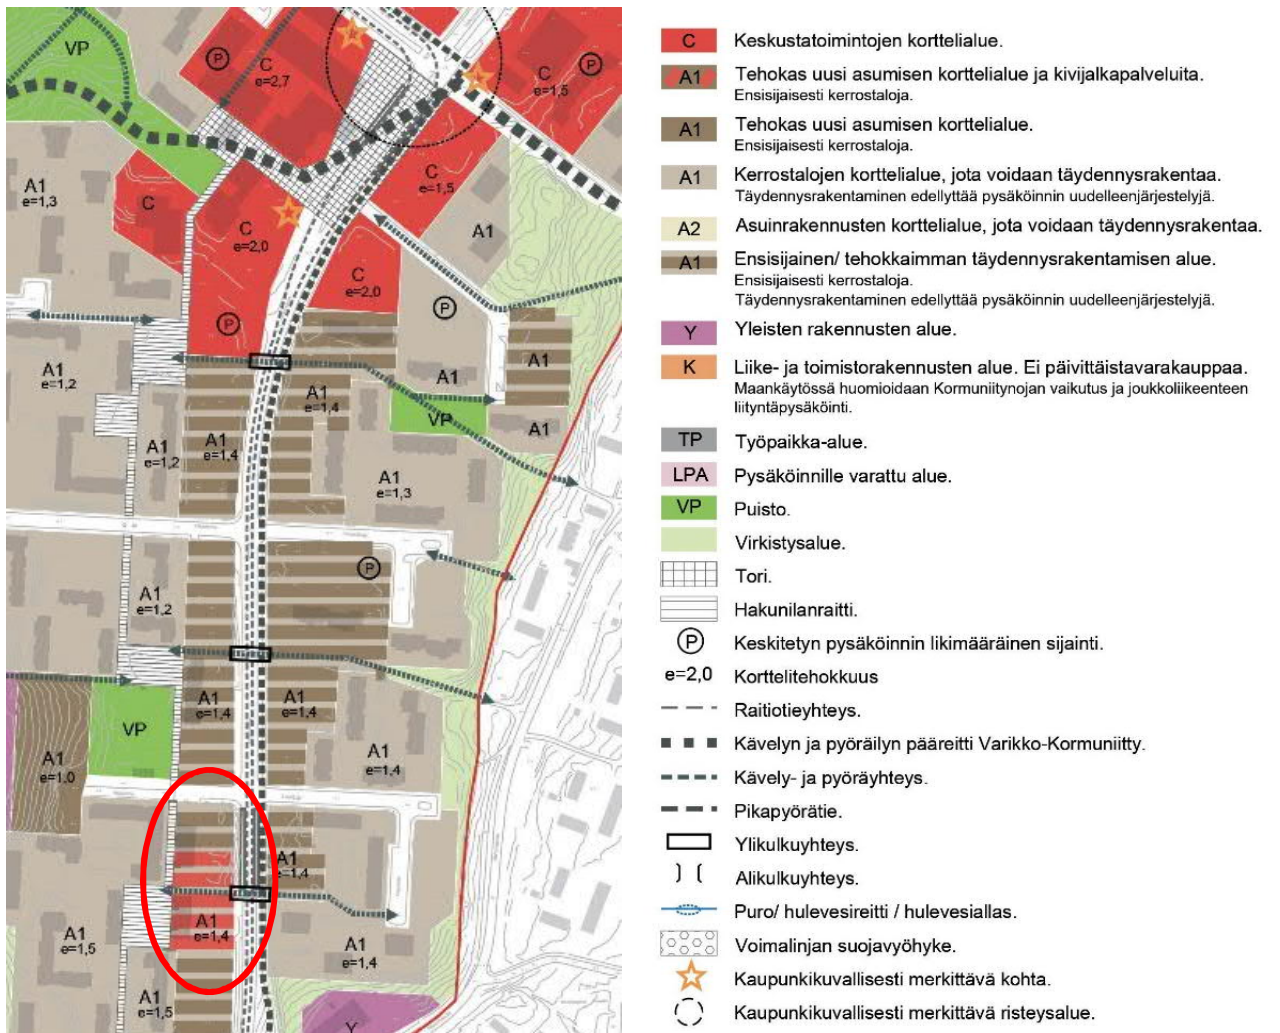 VP
P
C
e=2,7
C
P
e=1,5
A1
e=1,3
C
C
e=2,0
C
e=1,5
A1
C
e=2,0
P
P
A1
e=1,2
A1
e=1,4
A1
A1
VP
A1
A1
e=1,2
A1
e=1,4
A1
e=1,3
P
A1
e=1,2
A1
e=1,4
A1
e=1,4
VP
A1
e=1,0
A1
e=1,4
A1
e=1,4
A1
e=1,4
A1
e=1,5
A1
e=1,4
A1
e=1,5
Y
C Keskustatoimintojen korttelialue.
A1 Tehokas uusi asumisen korttelialue ja kivijalkapalveluita.
Ensisijaisesti kerrostaloja.
A1 Tehokas uusi asumisen korttelialue.
Ensisijaisesti kerrostaloja.
A1 Kerrostalojen korttelialue, jota voidaan täydennysrakentaa.
Täydennysrakentaminen edellyttää pysäköinnin uudelleenjärjestelyjä.
A2 Asuinrakennusten korttelialue, jota voidaan täydennysrakentaa.
A1 Ensisijainen/ tehokkaimman täydennysrakentamisen alue.
Ensisijaisesti kerrostaloja.
Täydennysrakentaminen edellyttää pysäköinnin uudelleenjärjestelyjä.
Y Yleisten rakennusten alue.
K Liike- ja toimistorakennusten alue. Ei päivittäistavarakauppaa.
Maankäytössä huomioidaan Kormuniitynojan vaikutus ja joukkoliikenteen
liityntäpysäköinti.
TP Työpaikka-alue.
LPA Pysäköinnille varattu alue.
VP Puisto.
Virkistysalue.
Tori.
Hakunilanraitti.
P Keskitetyn pysäköinnin likimääräinen sijainti.
e=2,0 Korttelitehokkuus
Raitiotieyhteys.
Kävelyn ja pyöräilyn pääreitti Varikko-Kormuniitty.
Kävely- ja pyöräyhteys.
Pikapyörätie.
Ylikulkuyhteys.
Alikulkuyhteys.
Puro/ hulevesireitti / hulevesiallas.
Voimalinjan suojavyöhyke.
Kaupunkikuvallisesti merkittävä kohta.
Kaupunkikuvallisesti merkittävä risteysalue.